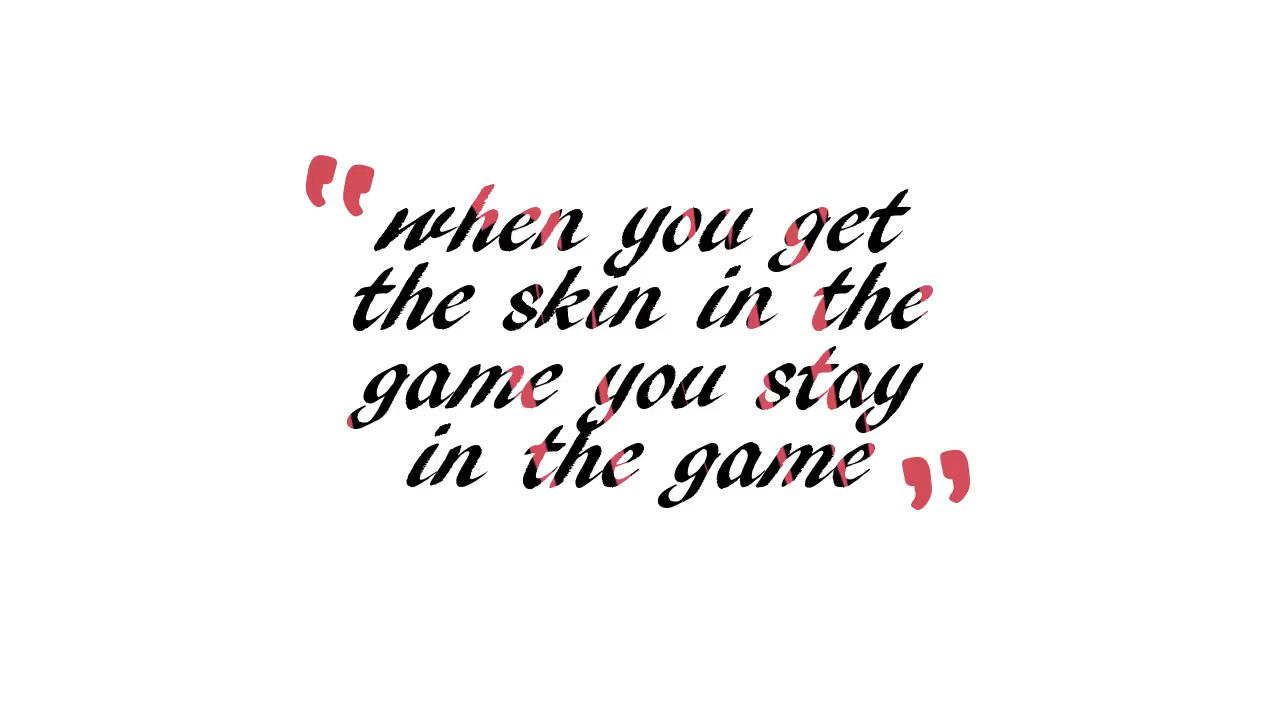 “when you get
the skin in the
game you stay
in the game”